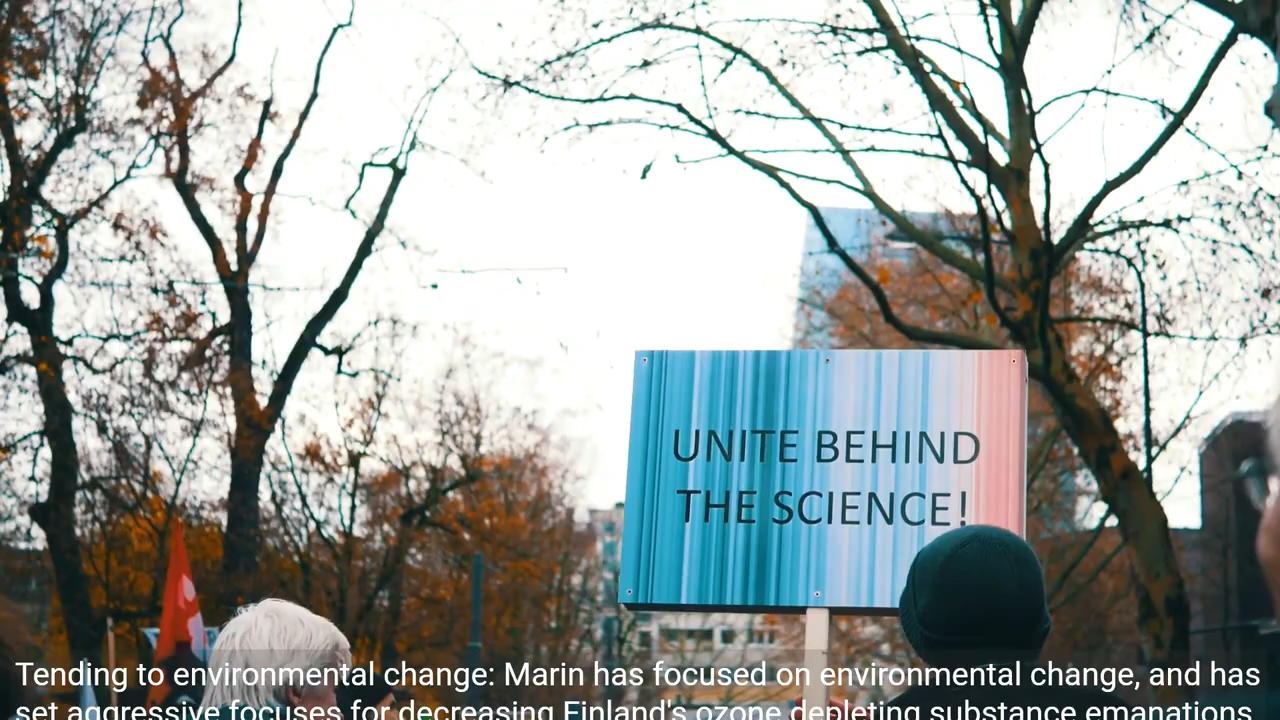 UNITE BEHIND
THE SCIENCE!
Tending to environmental change: Marin has focused on environmental change, and has
set aggressive focuses for decreasing Finland's ozone depleting substance emanations